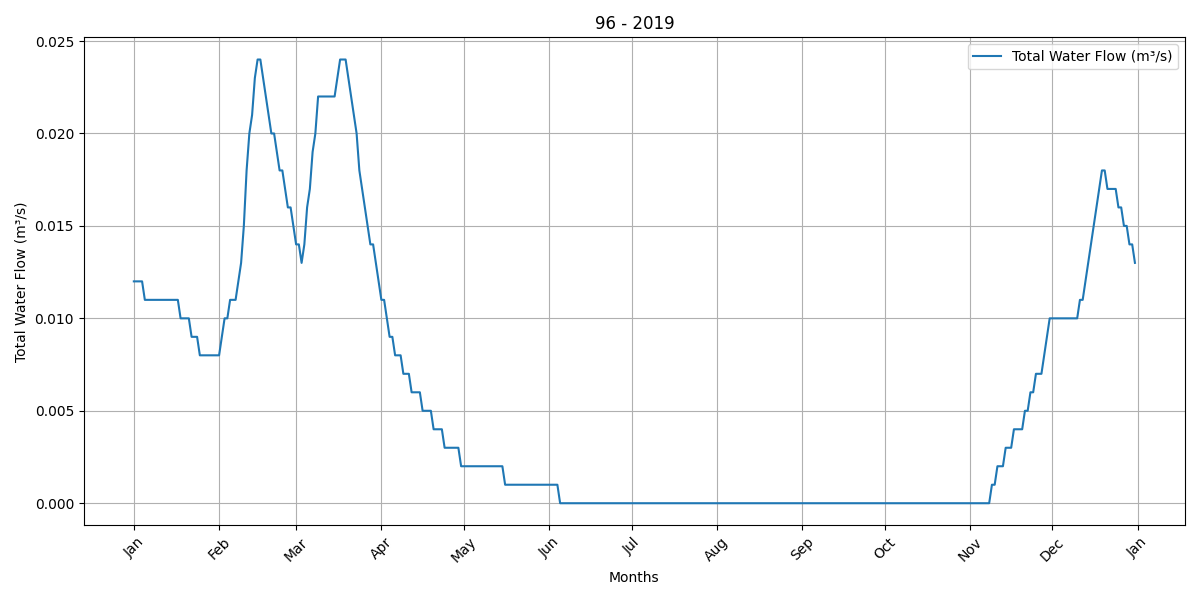 96 - 2019
Total Water Flow (m³/s)
Total Water Flow (m³/s)
0.025
0.020
0.015
0.010
0.005
0.000
Jan
Feb
Mar
Apr
May
Jun
Jul
Aug
Sep
Oct
Nov
Dec
Jan
Months